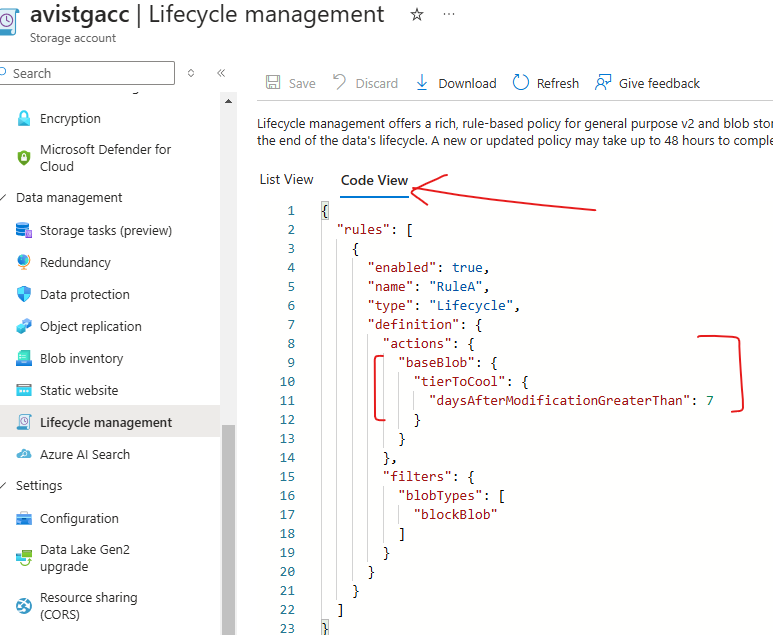 avistgacc | Lifecycle management
Storage account
Search
Save Discard Download Refresh Give feedback
Encryption
Microsoft Defender for
Cloud
Data management
Storage tasks (preview)
Redundancy
Data protection
Object replication
Blob inventory
Static website
Lifecycle management
Azure AI Search
Settings
Configuration
Data Lake Gen2
upgrade
Resource sharing
(CORS)
Lifecycle management offers a rich, rule-based policy for general purpose v2 and blob
the end of the data's lifecycle. A new or updated policy may take up to 48 hours to
List View Code View
1 {
2 "rules": [
3 {
4 "enabled": true,
5 "name": "RuleA",
6 "type": "Lifecycle",
7 "definition": {
8 "actions": {
9 "baseBlob": {
10 "tierToCool": {
11 "daysAfterModificationGreaterThan": 7
12 }
13 }
14 },
15 "filters": {
16 "blobTypes": [
17 "blockBlob"
18 ]
19 }
20 }
21 }
22 ]
23 }